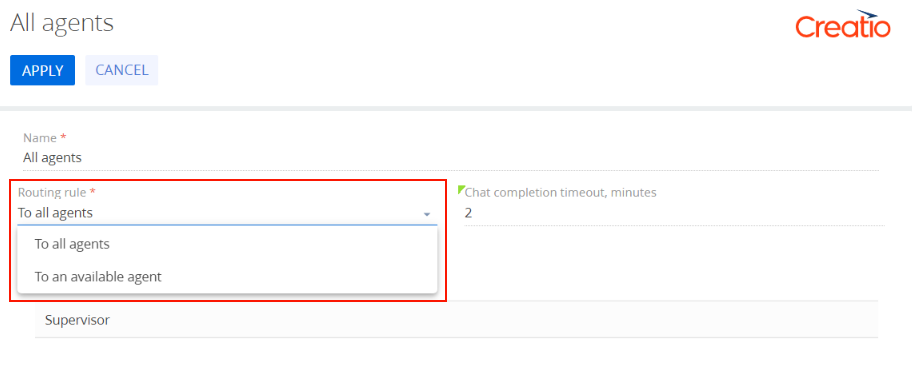 All agents
Creatio
APPLY CANCEL
Name *
All agents
Routing rule * Chat completion timeout, minutes
To all agents 2
To all agents
To an available agent
Supervisor